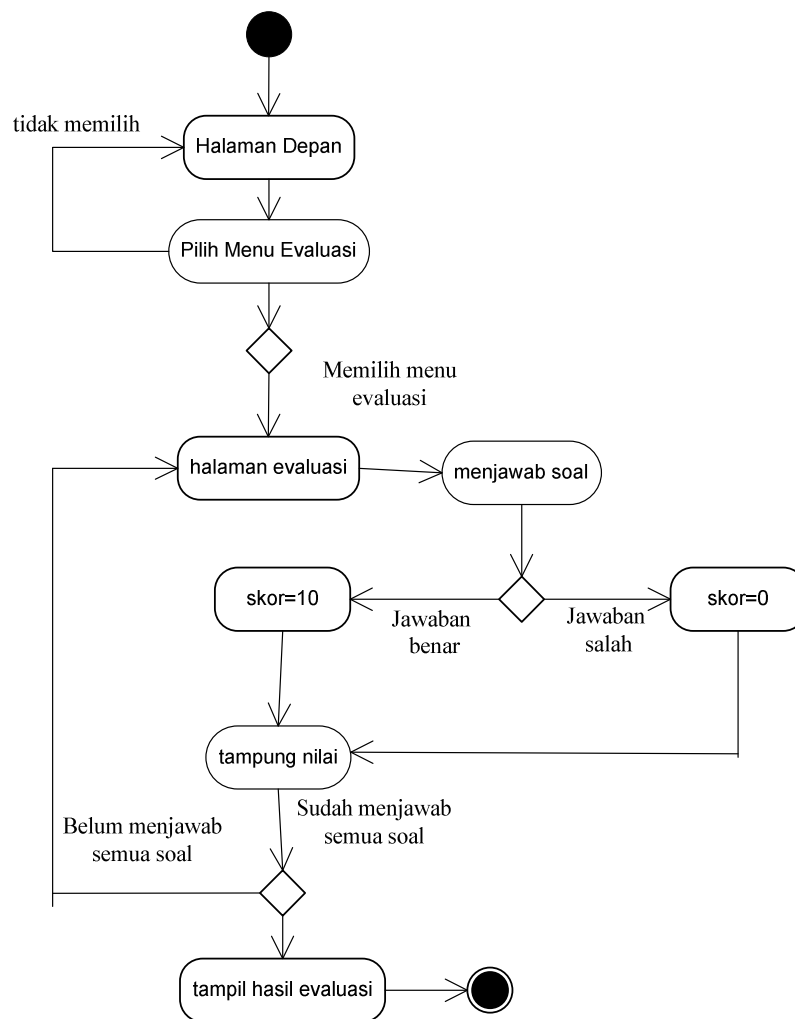 tidak memilih
Halaman Depan
Pilih Menu Evaluasi
Memilih menu
evaluasi
halaman evaluasi
menjawab soal
skor=10
Jawaban
benar
Jawaban
salah
skor=0
tampung nilai
Belum menjawab
semua soal
Sudah menjawab
semua soal
tampil hasil evaluasi